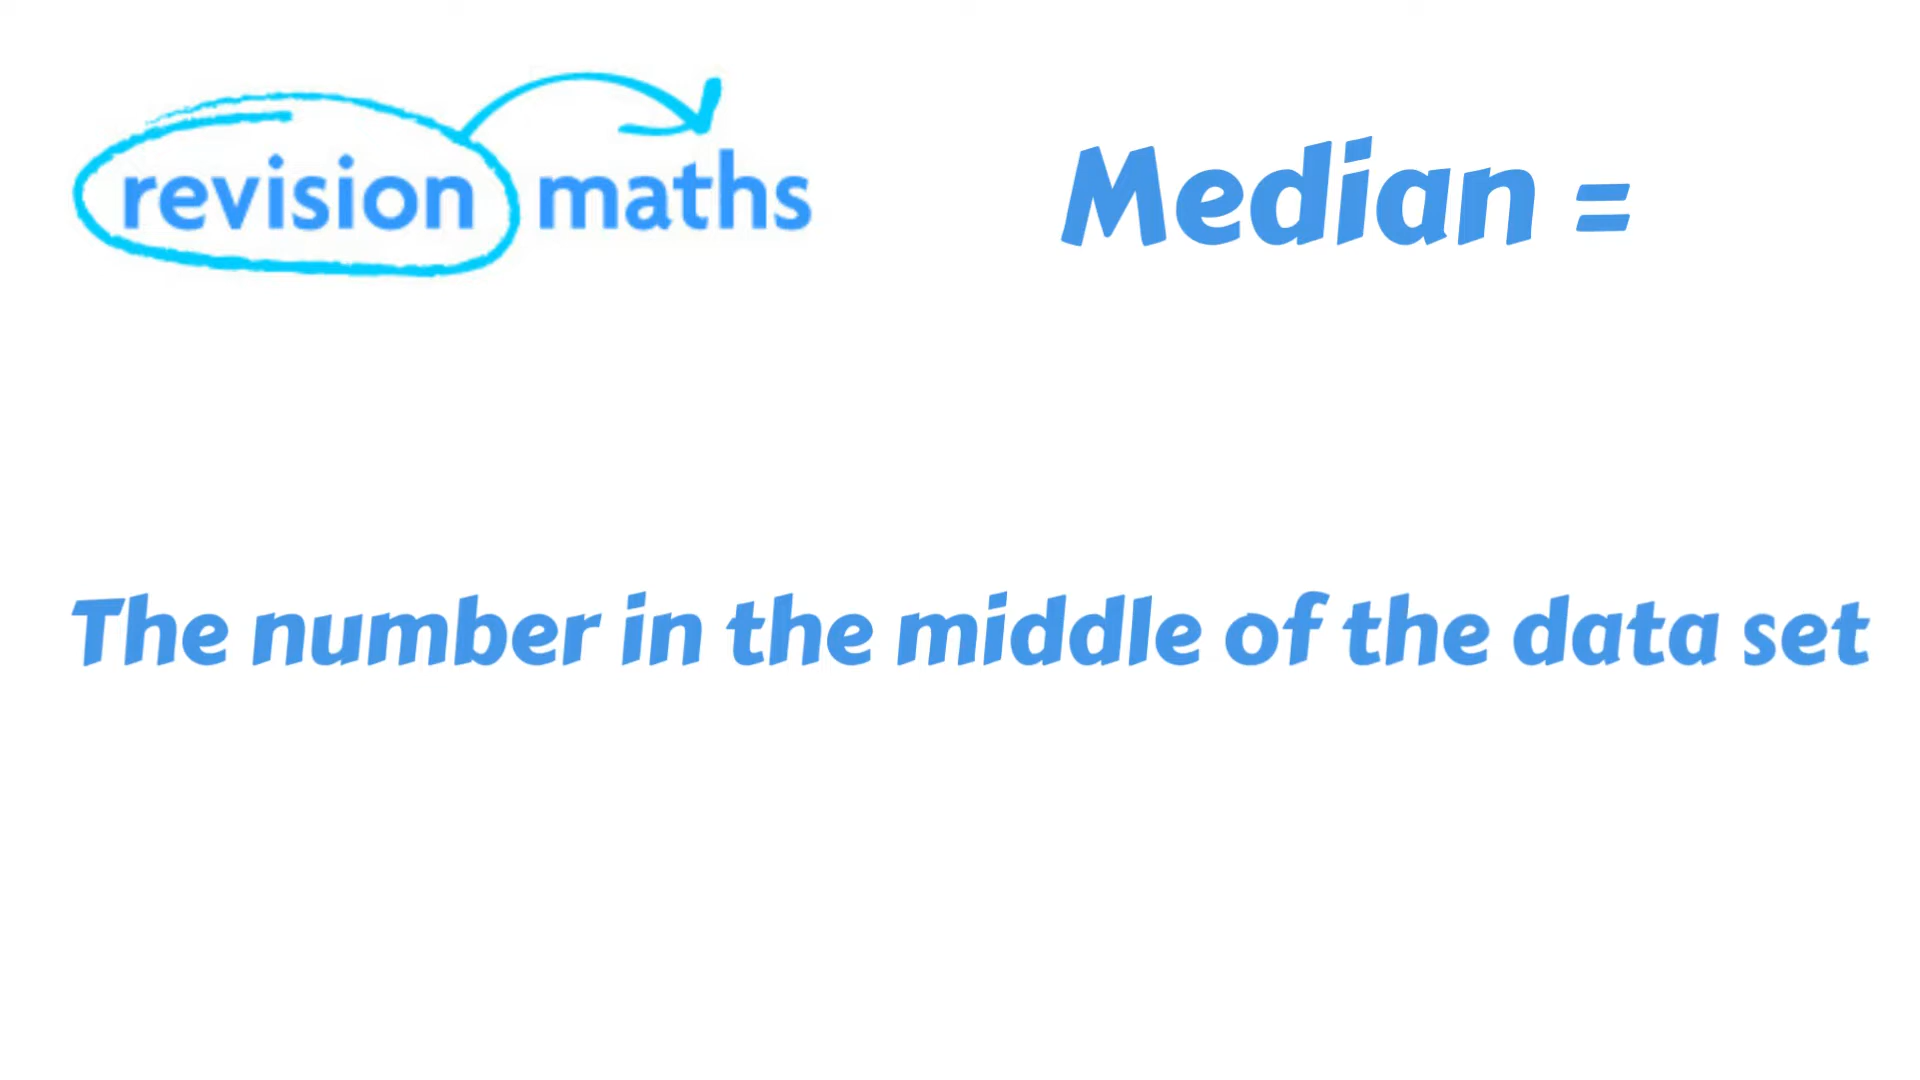 revision maths
Median =
The number in the middle of the data set